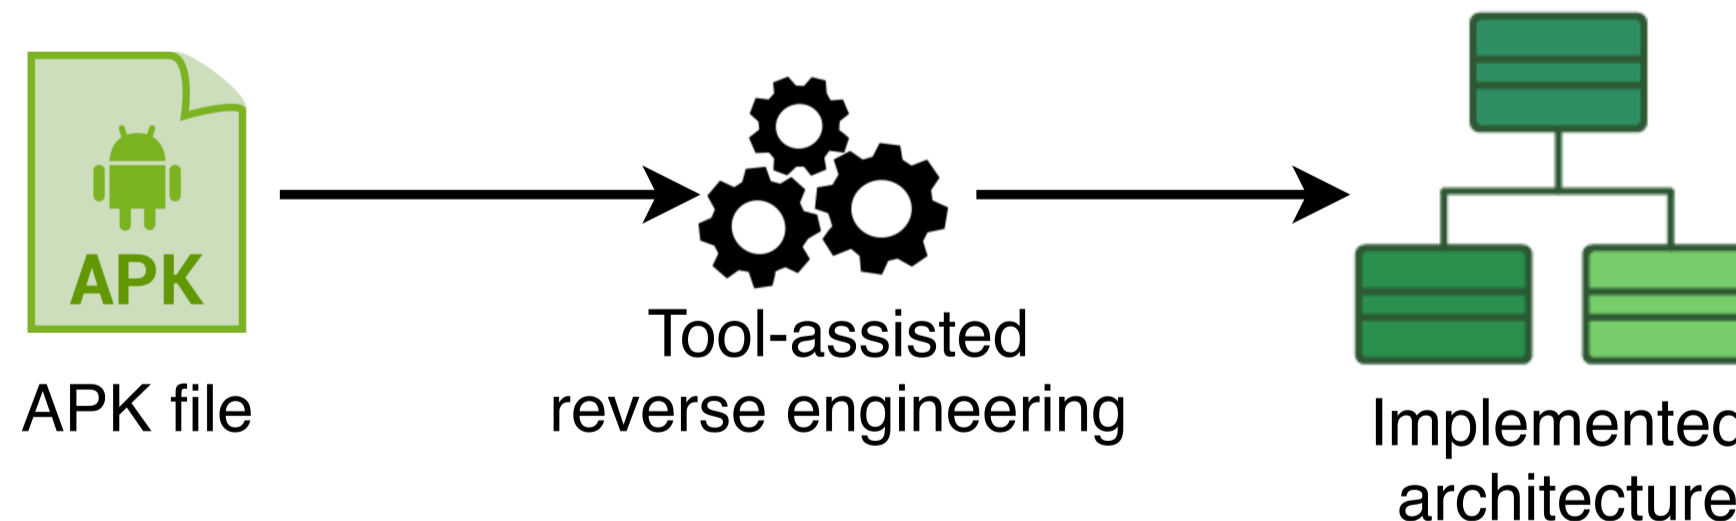 APK
APK file
Tool-assisted
reverse engineering
Implemented
architecture